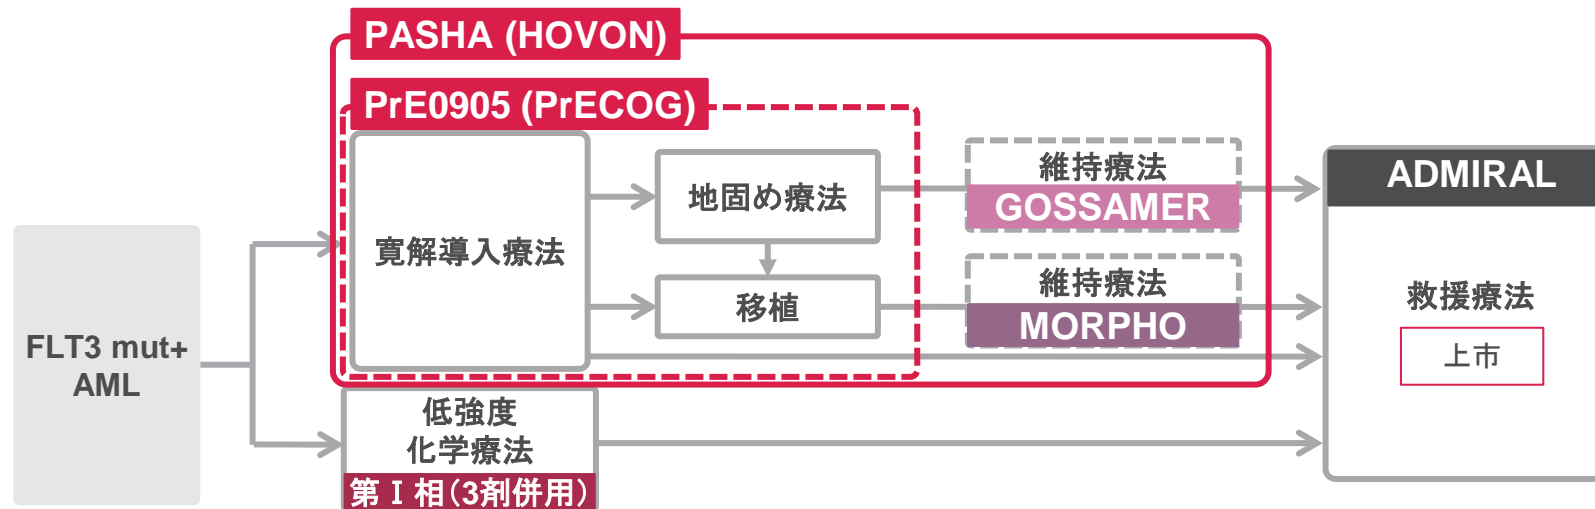 PASHA (HOVON)
PrE0905 (PrECOG)
FLT3 mut+
AML
寛解導入療法
地固め療法
移植
維持療法
GOSSAMER
維持療法
MORPHO
低強度
化学療法
第Ⅰ相(3剤併用)
ADMIRAL
救援療法
上市